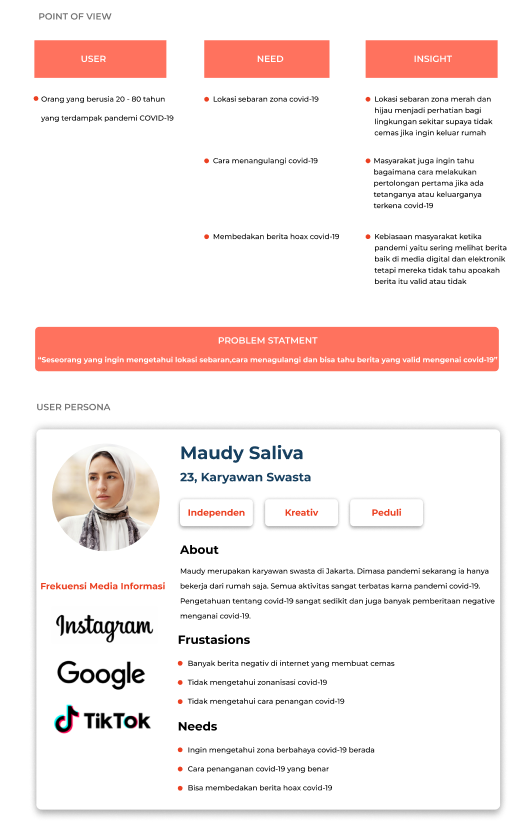 POINT OF VIEW
USER
NEED
INSIGHT
Orang yang berusia 20 - 80 tahun
yang terdampak pandemi COVID-19
Lokasi sebaran zona covid-19
Cara menangulangi covid-19
Membedakan berita hoax covid-19
Lokasi sebaran zona merah dan
hijau menjadi perhatian bagi
lingkungan sekitar supaya tidak
cemas jika ingin keluar rumah
Masyarakat juga ingin tahu
bagaimana cara melakukan
pertolongan pertama jika ada
tetanganya atau keluarganya
terkena covid-19
Kebiasaan masyarakat ketika
pandemi yaitu sering melihat berita
baik di media digital dan elektronik
tetapi mereka tidak tahu apoakah
berita itu valid atau tidak
PROBLEM STATMENT
"Seseorang yang ingin mengetahui lokasi sebaran,cara menagulangi dan bisa tahu berita yang valid mengenai covid-19"
USER PERSONA
Maudy Saliva
23, Karyawan Swasta
Independen
Kreativ
Peduli
About
Maudy merupakan karyawan swasta di Jakarta. Dimasa pandemi sekarang ia hanya
bekerja dari rumah saja. Semua aktivitas sangat terbatas karna pandemi covid-19.
Pengetahuan tentang covid-19 sangat sedikit dan juga banyak pemberitaan negative
menganai covid-19.
Frekuensi Media Informasi
Instagram
Google
TikTok
Frustasions
Banyak berita negativ di internet yang membuat cemas
Tidak mengetahui zonanisasi covid-19
Tidak mengetahui cara penangan covid-19
Needs
Ingin mengetahui zona berbahaya covid-19 berada
Cara penanganan covid-19 yang benar
Bisa membedakan berita hoax covid-19